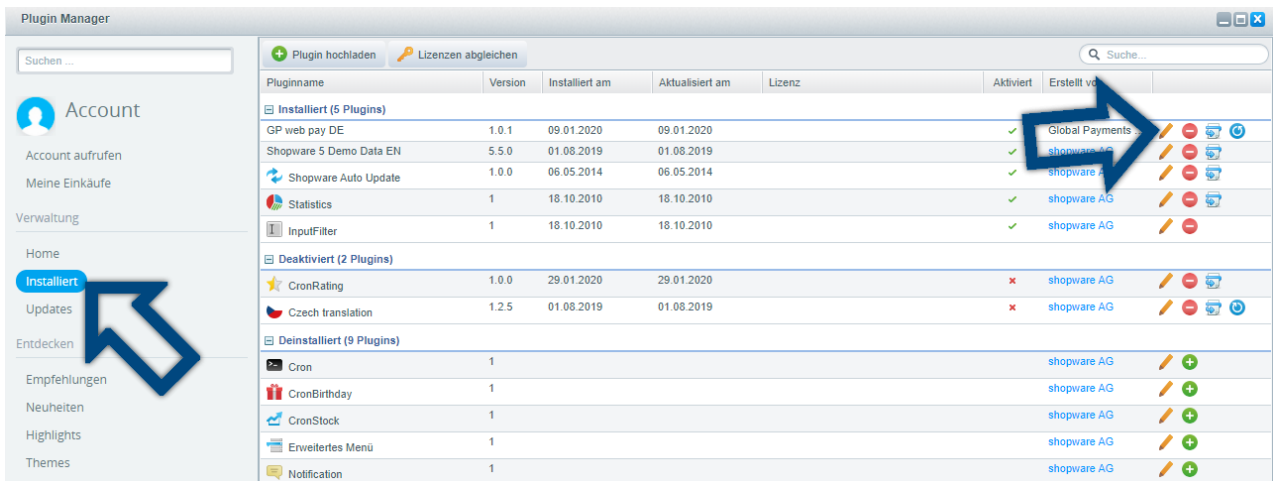 Plugin Manager
Suchen ...
Account
Account aufrufen
Meine Einkäufe
Verwaltung
Home
Installiert
Updates
Entdecken
Empfehlungen
Neuheiten
Highlights
Themes
Plugin hochladen Lizenzen abgleichen Suche...
Pluginname Version Installiert am Aktualisiert am Lizenz Aktiviert Erstellt
Installiert (5 Plugins)
GP web pay DE 1.0.1 09.01.2020 09.01.2020 Global Payments ...
Shopware 5 Demo Data EN 5.5.0 01.08.2019 01.08.2019 shopware AG
Shopware Auto Update 1.0.0 06.05.2014 06.05.2014 shopware AG
Statistics 1 18.10.2010 18.10.2010 shopware AG
InputFilter 1 18.10.2010 18.10.2010 shopware AG
Deaktiviert (2 Plugins)
CronRating 1.0.0 29.01.2020 29.01.2020 shopware AG
Czech translation 1.2.5 01.08.2019 01.08.2019 shopware AG
Deinstalliert (9 Plugins)
Cron 1 shopware AG
CronBirthday 1 shopware AG
CronStock 1 shopware AG
Erweitertes Menü 1 shopware AG
Notification 1 shopware AG